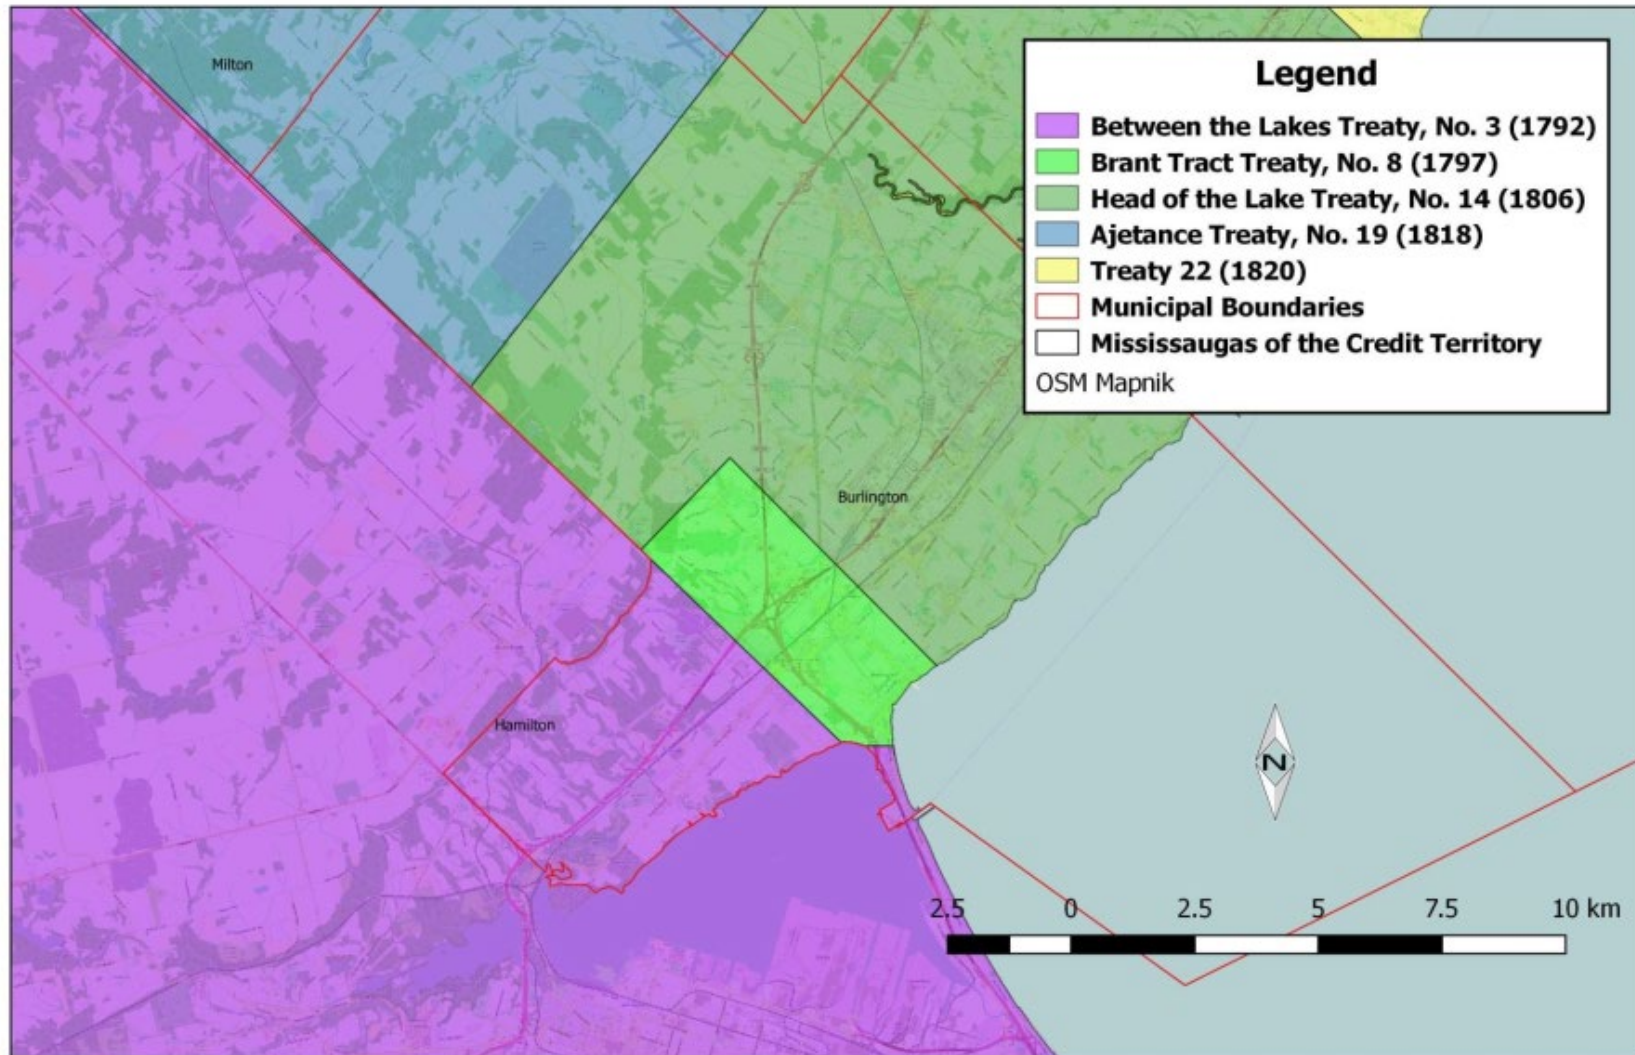 Milton
Legend
Between the Lakes Treaty, No. 3 (1792)
Brant Tract Treaty, No. 8 (1797)
Head of the Lake Treaty, No. 14 (1806)
Ajetance Treaty, No. 19 (1818)
Treaty 22 (1820)
Municipal Boundaries
Mississaugas of the Credit Territory
OSM Mapnik
Burlington
Hamilton
N
2.5 0 2.5 5 7.5 10 km